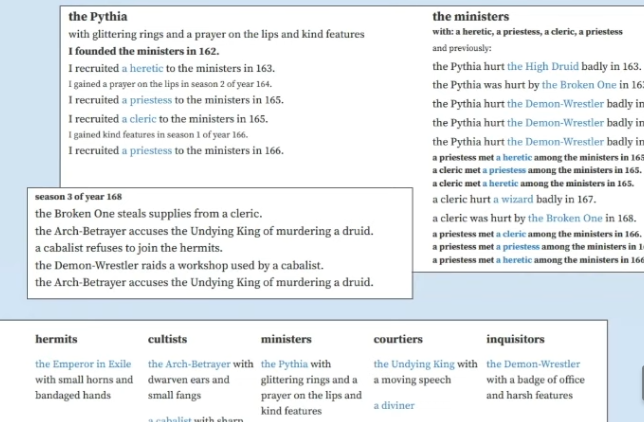 the Pythia
with glittering rings and a prayer on the lips and kind features
I founded the ministers in 162.
I recruited a heretic to the ministers in 163.
I gained a prayer on the lips in season 2 of year 164.
I recruited a priestess to the ministers in 165.
I recruited a cleric to the ministers in 165.
I gained kind features in season 1 of year 166.
I recruited a priestess to the ministers in 166.
the ministers
with: a heretic, a priestess, a cleric, a priestess
and previously:
the Pythia hurt the High Druid badly in 163.
the Pythia was hurt by the Broken One in
the Pythia hurt the Demon-Wrestler badly in
the Pythia hurt the Demon-Wrestler badly in
the Pythia hurt the Demon-Wrestler badly in
a priestess met a heretic among the ministers in
a cleric met a priestess among the ministers in 165.
a cleric met a heretic among the ministers in 165.
a cleric hurt a wizard badly in 167.
a cleric was hurt by the Broken One in 168.
a priestess met a cleric among the ministers in 166.
a priestess met a priestess among the ministers in
a priestess met a heretic among the ministers in
season 3 of year 168
the Broken One steals supplies from a cleric.
the Arch-Betrayer accuses the Undying King of murdering a druid.
a cabalist refuses to join the hermits.
the Demon-Wrestler raids a workshop used by a cabalist.
the Arch-Betrayer accuses the Undying King of murdering a druid.
hermits
the Emperor in Exile
with small horns and
bandaged hands
cultists
the Arch-Betrayer with
dwarven ears and
small fangs
a cabalist with sharp
ministers
the Pythia with
glittering rings and a
prayer on the lips and
kind features
courtiers
the Undying King with
a moving speech
a diviner
inquisitors
the Demon-Wrestler
with a badge of office
and harsh features